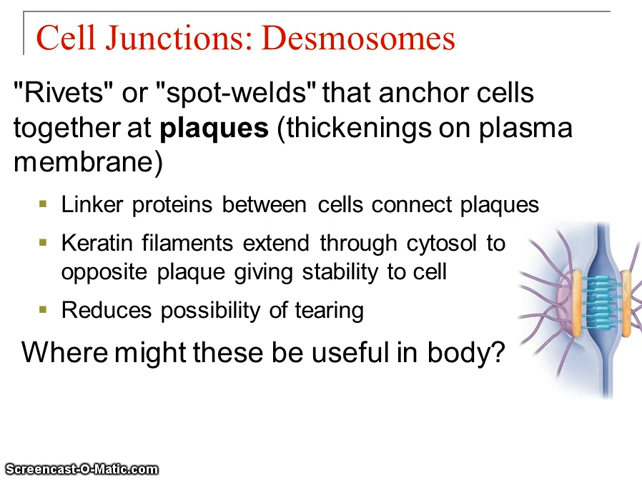 Cell Junctions: Desmosomes
"Rivets" or "spot-welds" that anchor cells
together at plaques (thickenings on plasma
membrane)
Linker proteins between cells connect plaques
Keratin filaments extend through cytosol to
opposite plaque giving stability to cell
Reduces possibility of tearing
Where might these be useful in body?
Screencast-O-Matic.com